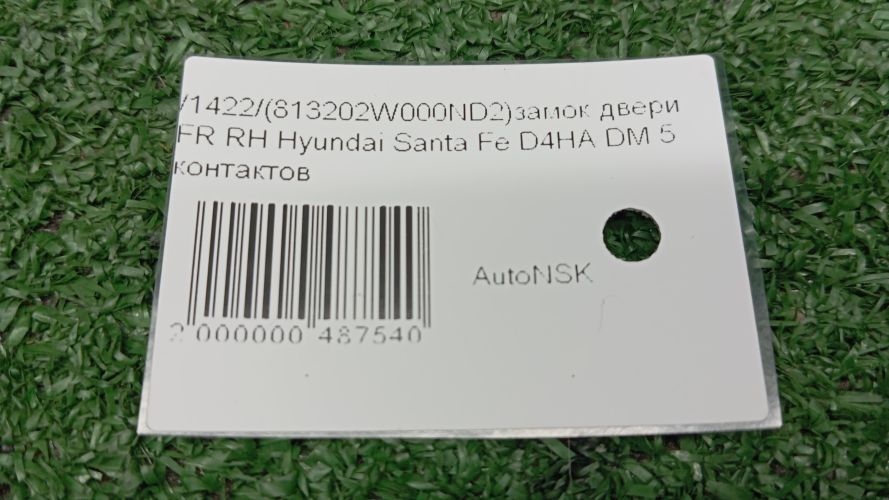 /1422/(813202W000ND2)замок двери
FR RH Hyundai Santa Fe D4HA DM 5
контактов
AutoNSK
2 000000 487540